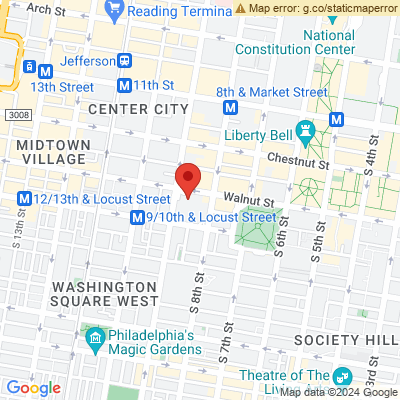 Arch St
Reading Termina
Map error: g.co/staticmaperror
National
Constitution Center
Jefferson
11th St
13th Street
8th & Market Street
3008
CENTER CITY
Liberty Bell
MIDTOWN
VILLAGE
Chestnut St
S 4th St
12/13th & Locust Street
Walnut St
9/10th & Locust Street
S 13th St
S 6th St
S 5th St
WASHINGTON
SQUARE WEST
S 8th St
Philadelphia's
Magic Gardens
S 7th St
SOCIETY HILL
Theatre of The
Living Arts
3rd St
Google
Map data ©2024 Google